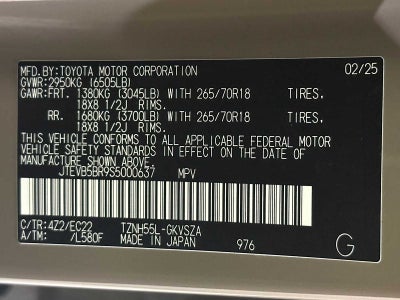 MFD.BY:TOYOTA MOTOR CORPORATION 02/25
GVWR:2950KG (6505LB)
GAWR:FRT. 1380KG (3045LB) WITH 265/70R18 TIRES.
18X8 1/2J RIMS.
RR. 1680KG (3700LB) WITH 265/70R18 TIRES.
18X8 1/2J RIMS.
THIS VEHICLE CONFORMS TO ALL APPLICABLE FEDERAL MOTOR
VEHICLE SAFETY STANDARDS IN EFFECT ON THE DATE OF
MANUFACTURE SHOWN ABOVE.
JTEVB5BR9S5000637 MPV
C/TR:4Z2/EC22 TZNH55L-GKVSZA
A/TM: /L580F MADE IN JAPAN 976 G